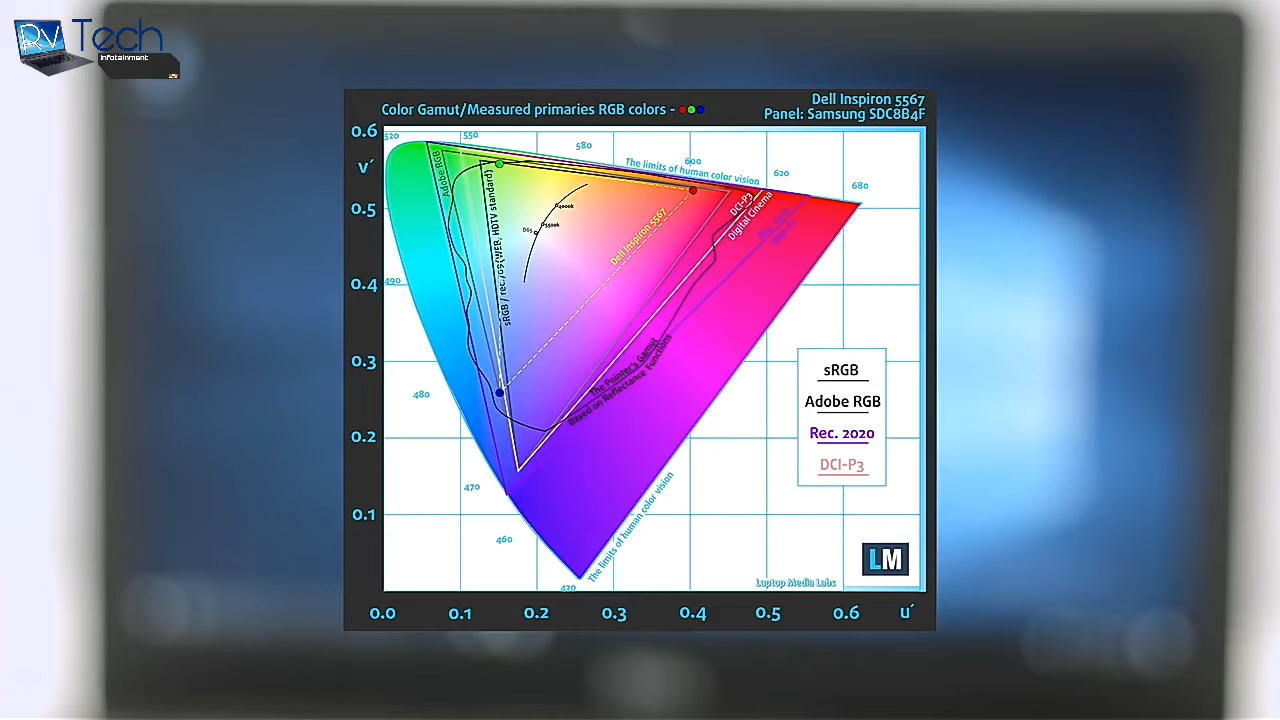 RV Tech
Infotainment
Color Gamut/Measured primaries RGB colors -
Dell Inspiron 5567
Panel: Samsung SDC8B4F
0.6
v´
0.5
0.4
0.3
0.2
0.1
520
550
580
600
620
680
490
480
470
460
420
The limits of human color vision
Adobe RGB
sRGB / rec.709 (WEB, HDTV standard)
4000k
5500k
D65
Dell Inspiron 5567
DCI-P3
Digital Cinema
The Pointer's Gamut
Based on Reflectance Functions
The limits of human color vision
sRGB
Adobe RGB
Rec. 2020
DCI-P3
LM
Laptop Media Labs
0.0
0.1
0.2
0.3
0.4
0.5
0.6
u´